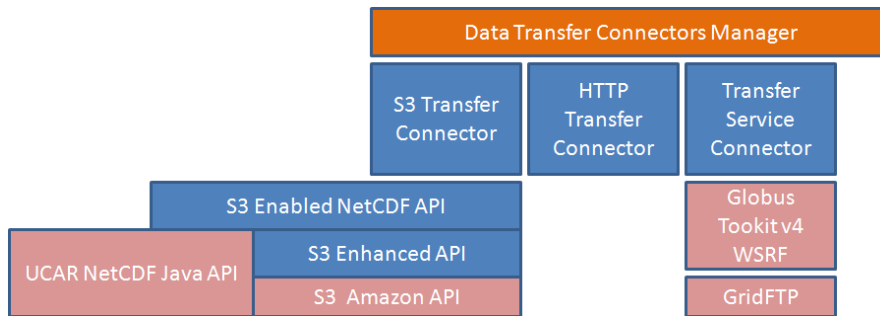 Data Transfer Connectors Manager
S3 Transfer
Connector
HTTP
Transfer
Connector
Transfer
Service
Connector
S3 Enabled NetCDF API
Globus
Tookit v4
WSRF
UCAR NetCDF Java API
S3 Enhanced API
S3 Amazon API
GridFTP